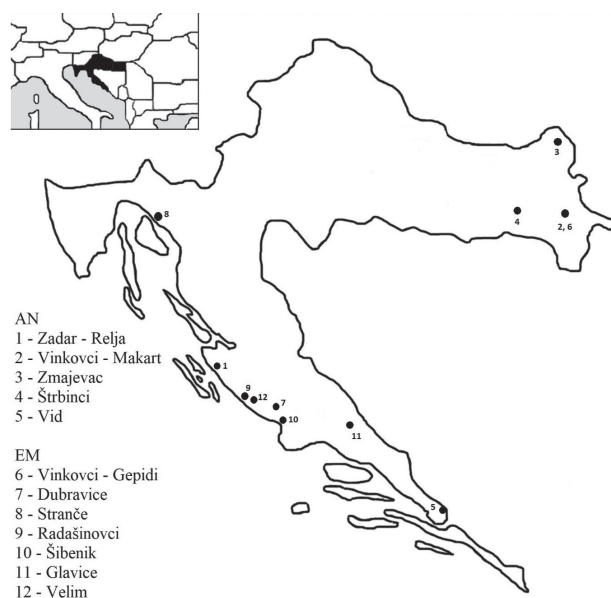 3
4
2, 6
8
AN
1 - Zadar - Relja
2 - Vinkovci - Makart
3 - Zmajevac
4 - Štrbinci
5 - Vid
1
9
12
7
10
11
EM
6 - Vinkovci - Gepidi
7 - Dubravice
8 - Stranče
9 - Radašinovci
10 - Šibenik
11 - Glavice
12 - Velim
5